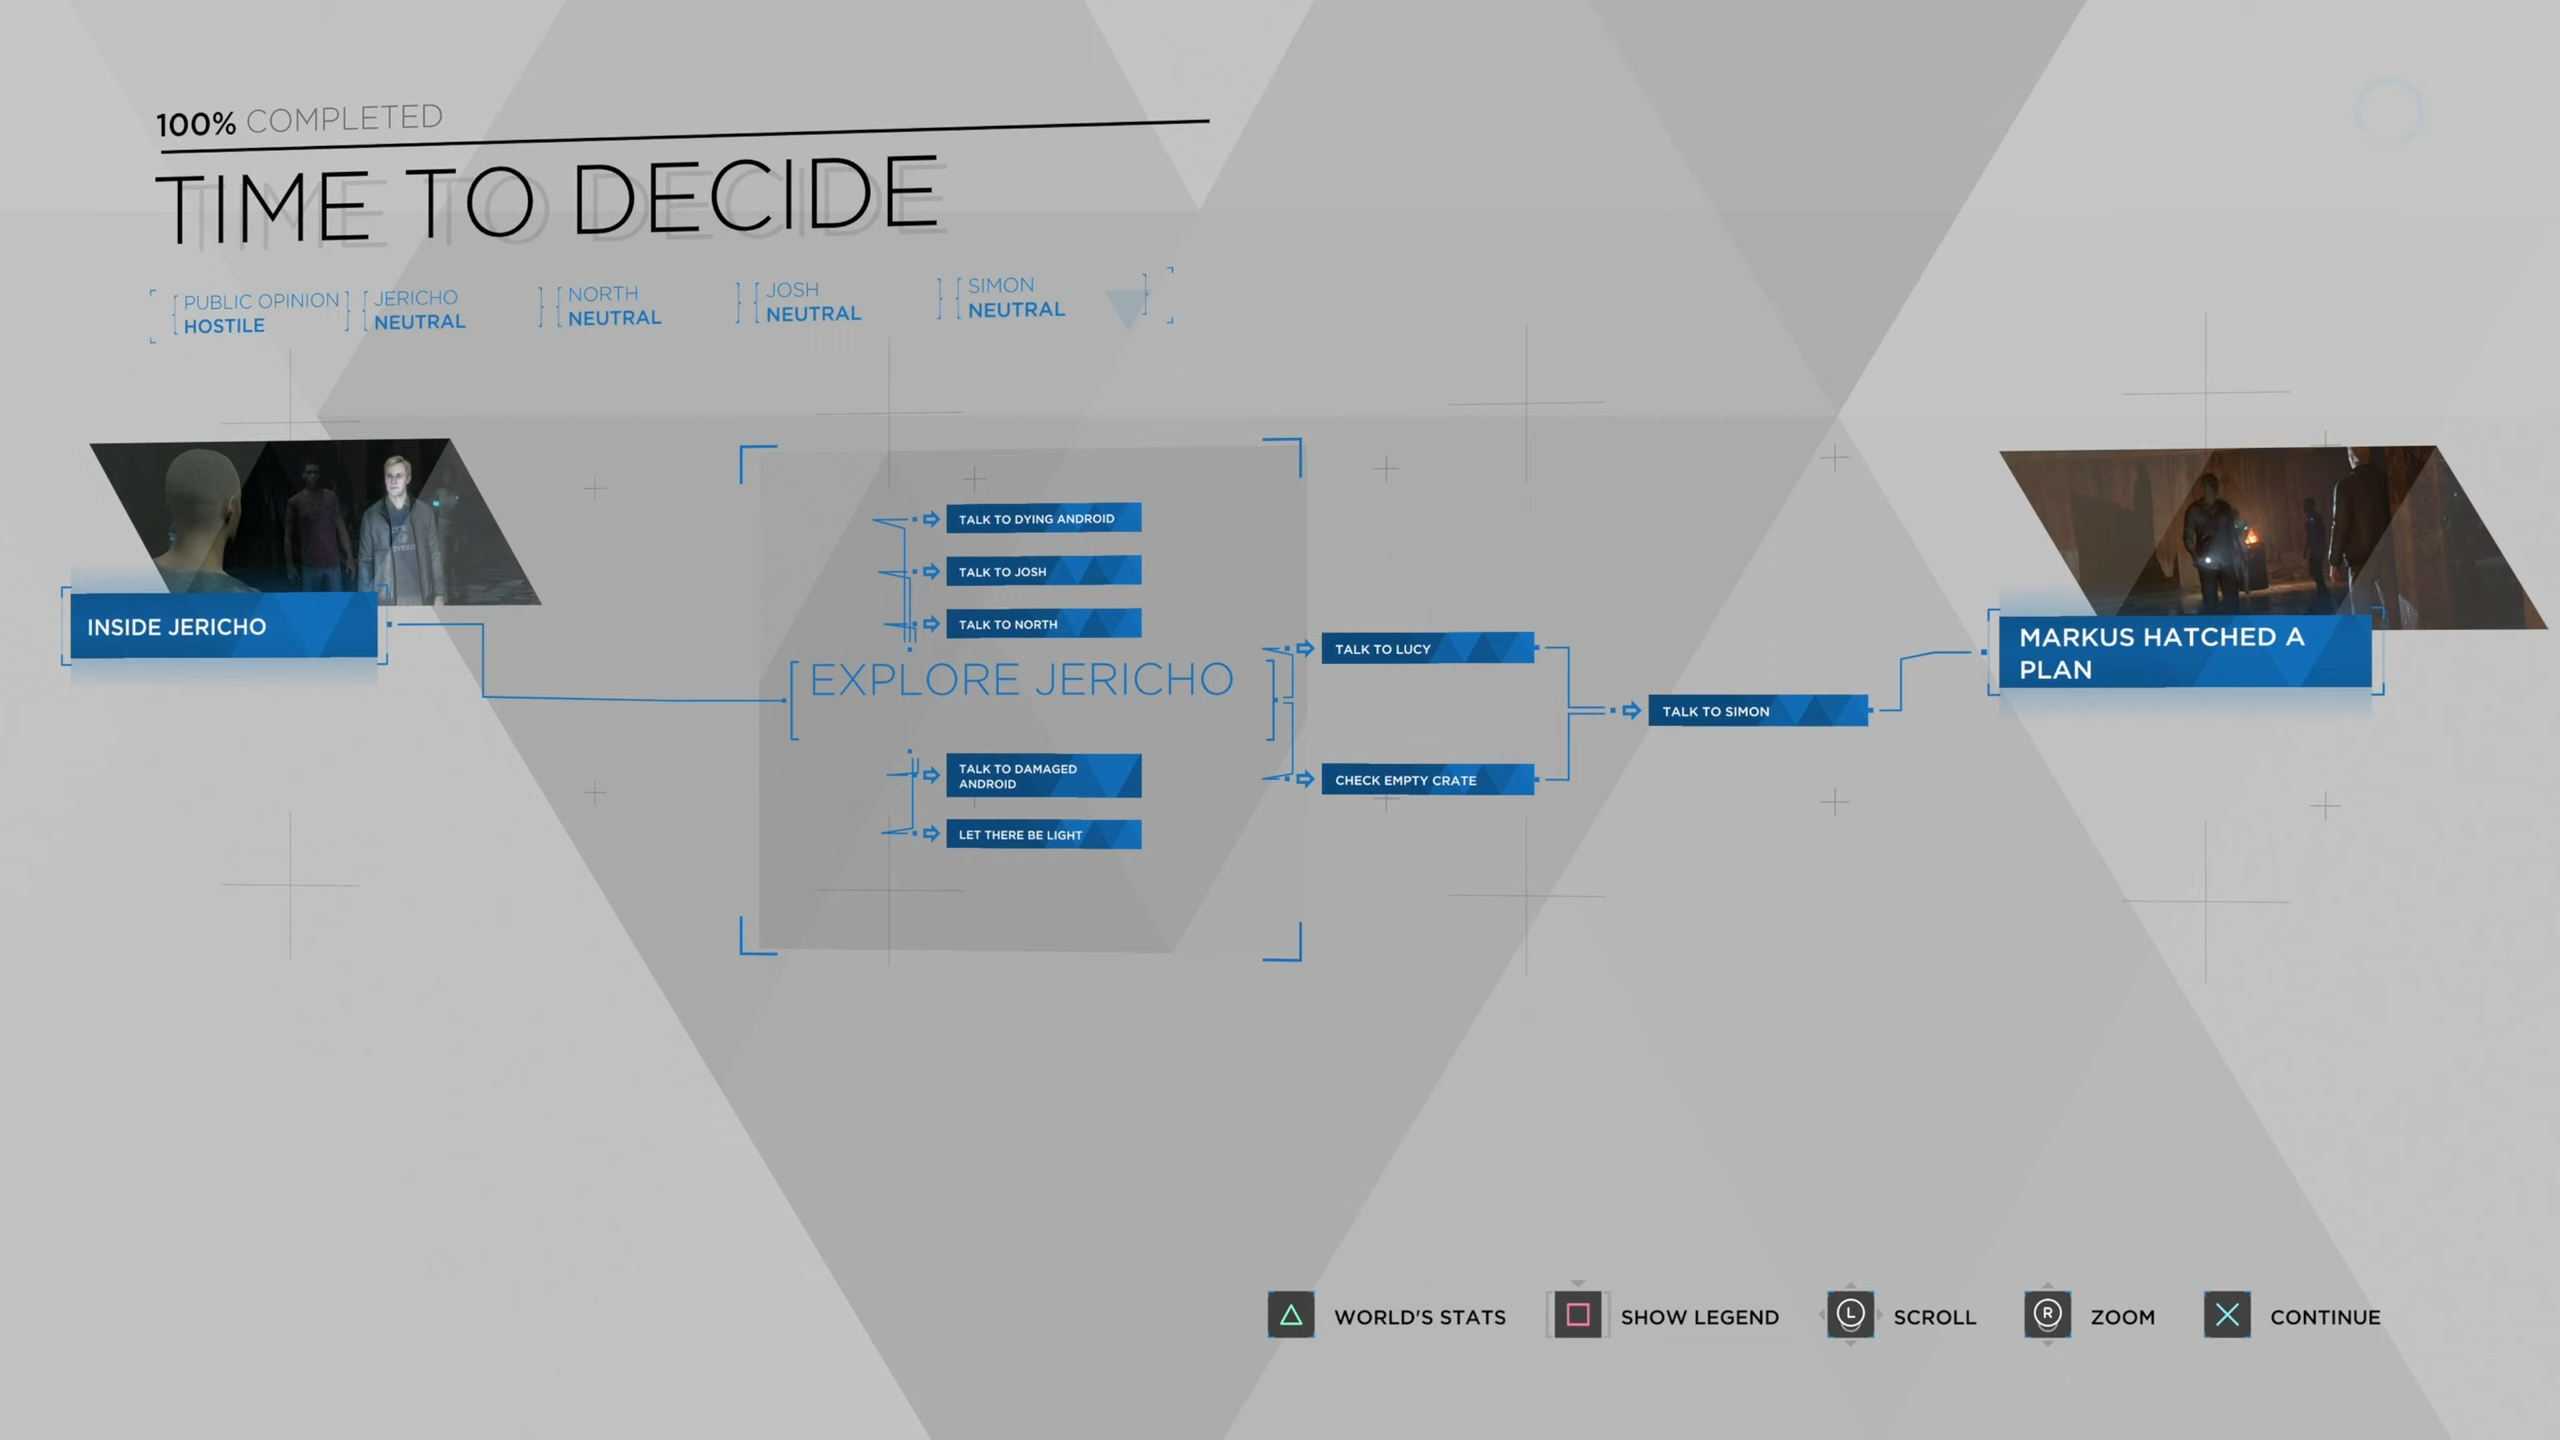 100% COMPLETED
TIME TO DECIDE
PUBLIC OPINION
HOSTILE
JERICHO
NEUTRAL
NORTH
NEUTRAL
JOSH
NEUTRAL
SIMON
NEUTRAL
INSIDE JERICHO
TALK TO DYING ANDROID
TALK TO JOSH
TALK TO NORTH
EXPLORE JERICHO
TALK TO DAMAGED
ANDROID
LET THERE BE LIGHT
TALK TO LUCY
CHECK EMPTY CRATE
TALK TO SIMON
MARKUS HATCHED A
PLAN
WORLD'S STATS
SHOW LEGEND
L
SCROLL
R
ZOOM
CONTINUE